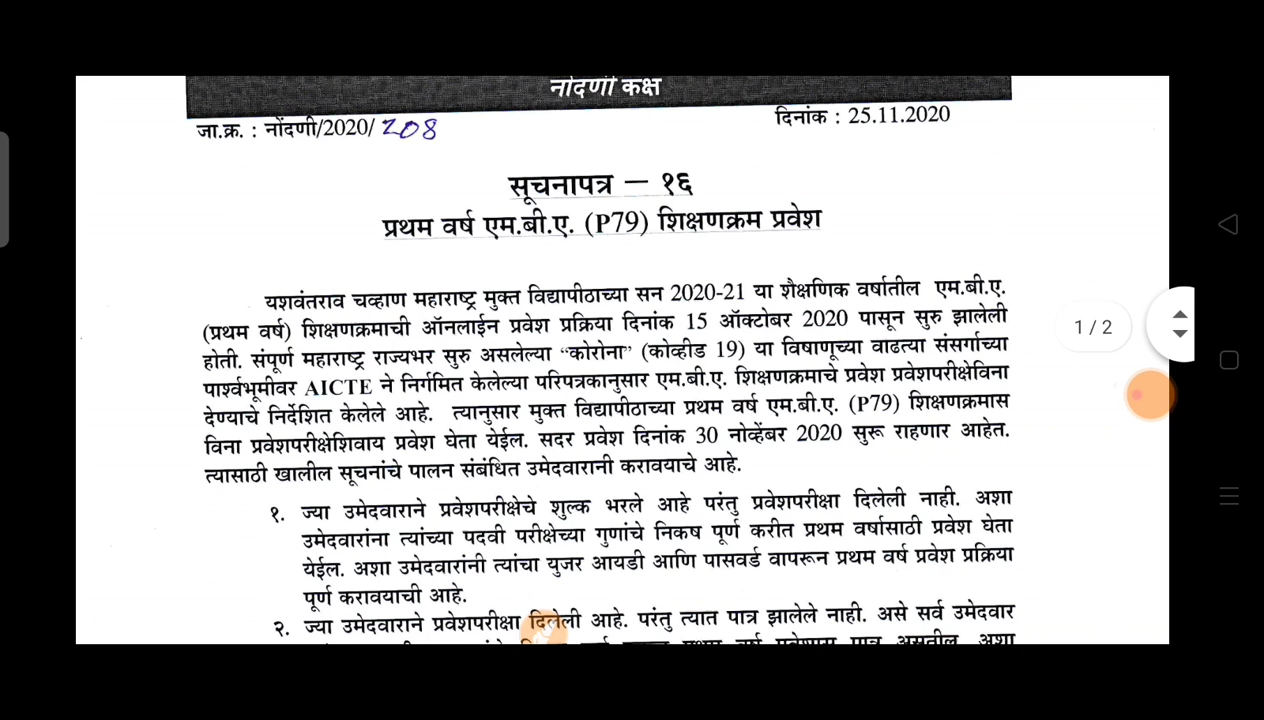 नोंदणी कक्ष
जा.क्र. : नोंदणी/2020/ 208
दिनांक : 25.11.2020
सूचनापत्र – १६
प्रथम वर्ष एम.बी.ए. (P79) शिक्षणक्रम प्रवेश
यशवंतराव चव्हाण महाराष्ट्र मुक्त विद्यापीठाच्या सन 2020-21 या शैक्षणिक वर्षातील एम.बी.ए.
(प्रथम वर्ष) शिक्षणक्रमाची ऑनलाईन प्रवेश प्रक्रिया दिनांक 15 ऑक्टोबर 2020 पासून सुरु झालेली
होती. संपूर्ण महाराष्ट्र राज्यभर सुरु असलेल्या “कोरोना” (कोव्हीड 19) या विषाणूच्या वाढत्या संसर्गाच्या
पार्श्वभूमीवर AICTE ने निर्गमित केलेल्या परिपत्रकानुसार एम.बी.ए. शिक्षणक्रमाचे प्रवेश प्रवेशपरीक्षेविना
देण्याचे निर्देशित केलेले आहे. त्यानुसार मुक्त विद्यापीठाच्या प्रथम वर्ष एम.बी.ए. (P79) शिक्षणक्रमास
विना प्रवेशपरीक्षेशिवाय प्रवेश घेता येईल. सदर प्रवेश दिनांक 30 नोव्हेंबर 2020 सुरू राहणार आहेत.
त्यासाठी खालील सूचनांचे पालन संबंधित उमेदवारानी करावयाचे आहे.
१. ज्या उमेदवाराने प्रवेशपरीक्षेचे शुल्क भरले आहे परंतु प्रवेशपरीक्षा दिलेली नाही. अशा
उमेदवारांना त्यांच्या पदवी परीक्षेच्या गुणांचे निकष पूर्ण करीत प्रथम वर्षासाठी प्रवेश घेता
येईल. अशा उमेदवारांनी त्यांचा युजर आयडी आणि पासवर्ड वापरून प्रथम वर्ष प्रवेश प्रक्रिया
पूर्ण करावयाची आहे.
२. ज्या उमेदवाराने प्रवेशपरीक्षा दिलेली आहे. परंतु त्यात पात्र झालेले नाही. असे सर्व उमेदवार
प्रथम वर्ष प्रवेशास पात्र असतील. अशा
1 / 2